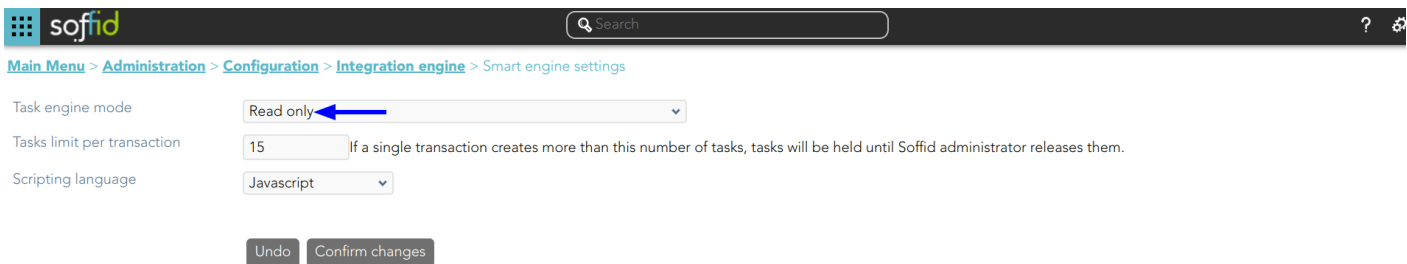 soffid
Search
?
Main Menu > Administration > Configuration > Integration engine > Smart engine settings
Task engine mode
Read only
Tasks limit per transaction
15
If a single transaction creates more than this number of tasks, tasks will be held until Soffid administrator releases them.
Scripting language
Javascript
Undo
Confirm changes